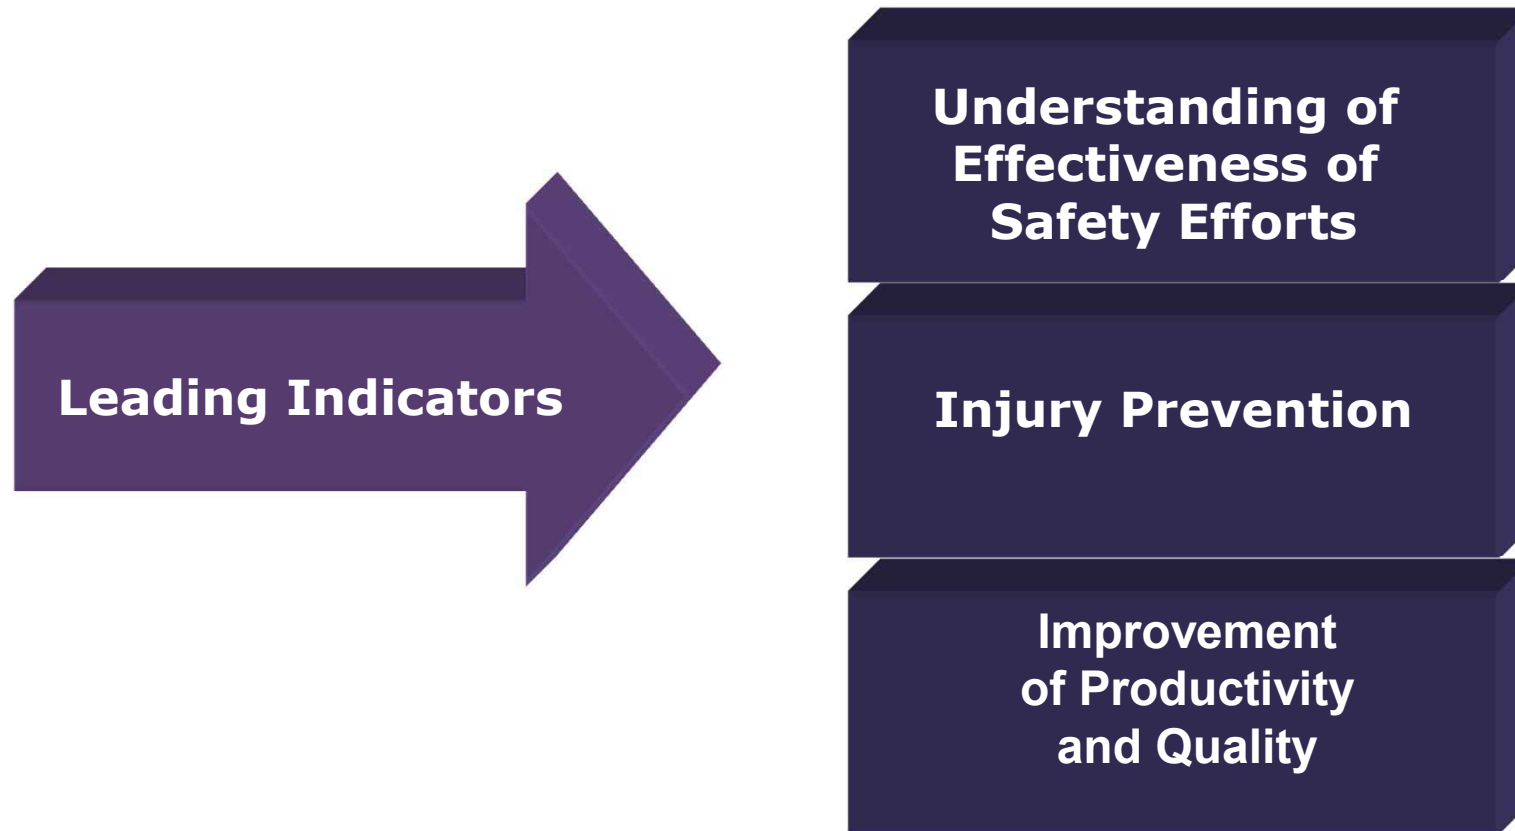 Leading Indicators
Understanding of
Effectiveness of
Safety Efforts
Injury Prevention
Improvement
of Productivity
and Quality